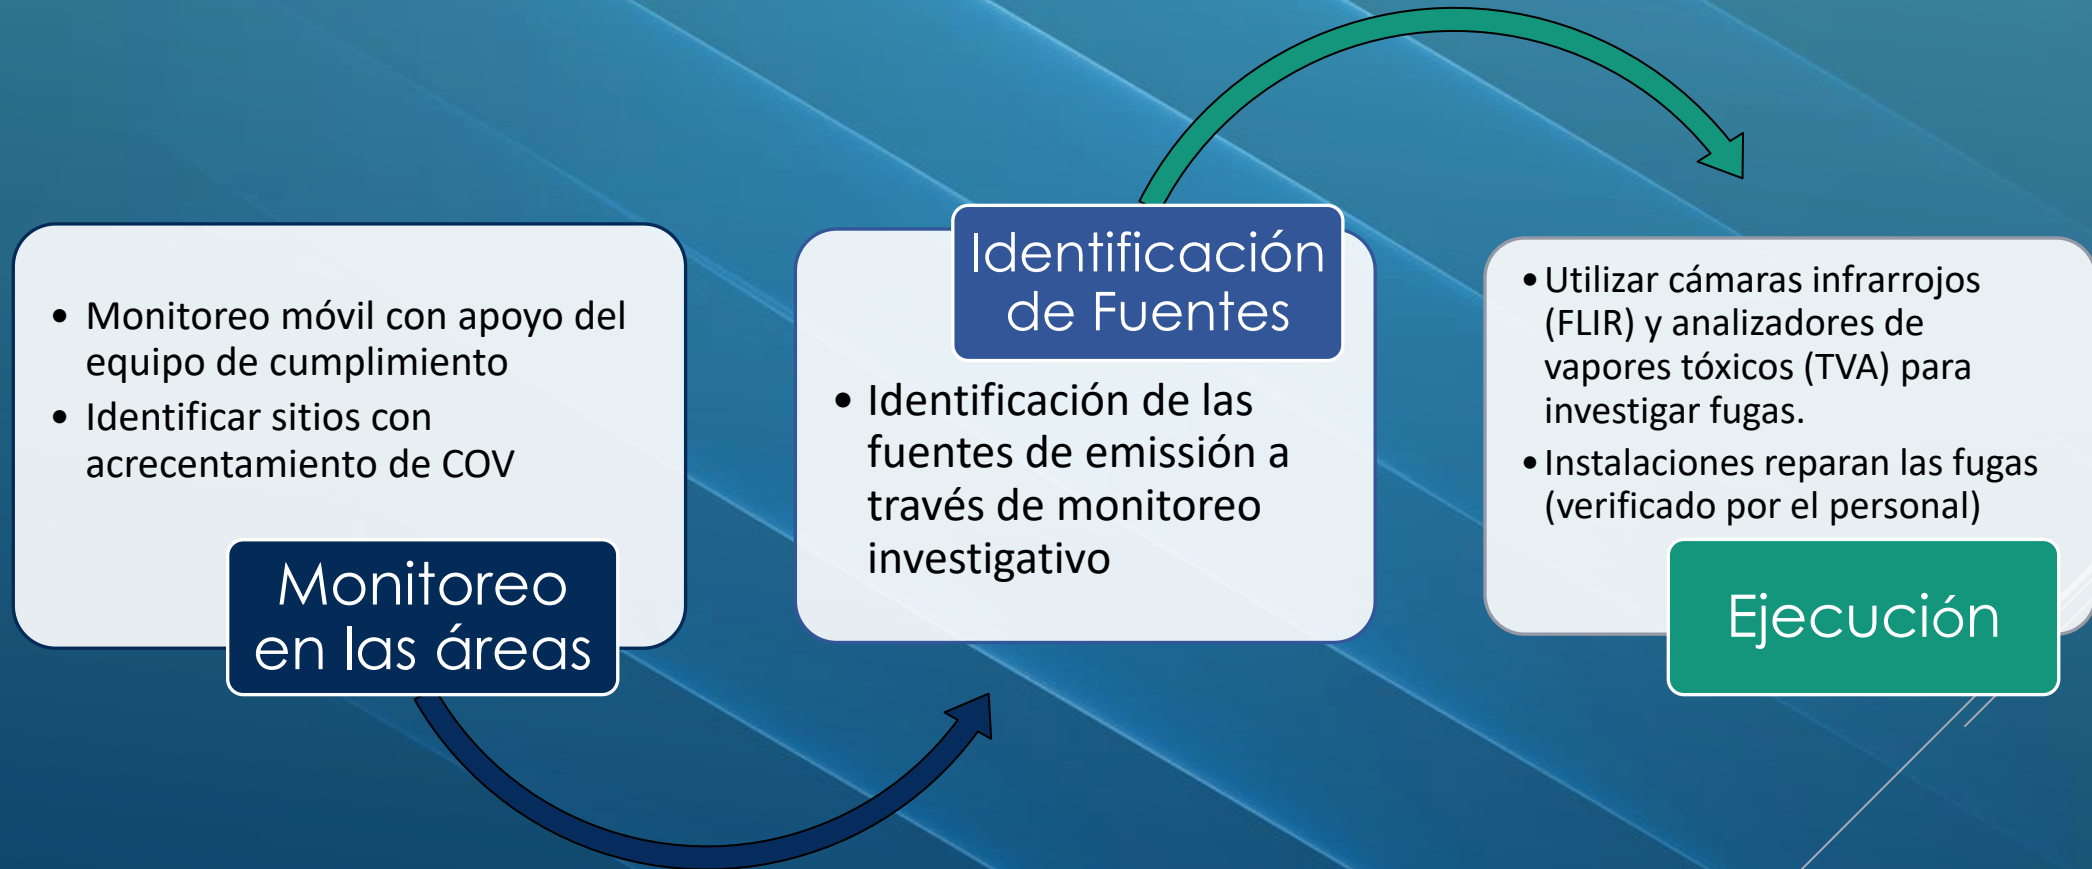 • Monitoreo móvil con apoyo del
equipo de cumplimiento
• Identificar sitios con
acrecentamiento de COV
Monitoreo
en las áreas
Identificación
de Fuentes
• Identificación de las
fuentes de emissión a
través de monitoreo
investigativo
• Utilizar cámaras infrarrojos
(FLIR) y analizadores de
vapores tóxicos (TVA) para
investigar fugas.
• Instalaciones reparan las fugas
(verificado por el personal)
Ejecución